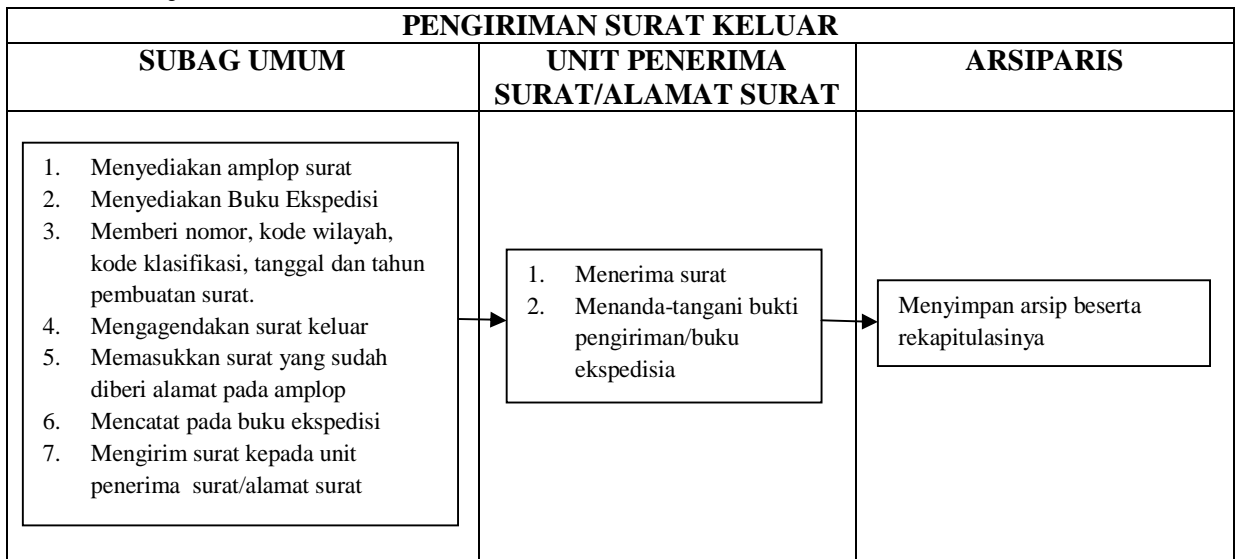 PENGIRIMAN SURAT KELUAR
SUBAG UMUM
UNIT PENERIMA
SURAT/ALAMAT SURAT
ARSIPARIS
1. Menyediakan amplop surat
2. Menyediakan Buku Ekspedisi
3. Memberi nomor, kode wilayah,
kode klasifikasi, tanggal dan tahun
pembuatan surat.
4. Mengagendakan surat keluar
5. Memasukkan surat yang sudah
diberi alamat pada amplop
6. Mencatat pada buku ekspedisi
7. Mengirim surat kepada unit
penerima surat/alamat surat
1. Menerima surat
2. Menanda-tangani bukti
pengiriman/buku
ekspedisia
Menyimpan arsip beserta
rekapitulasinya